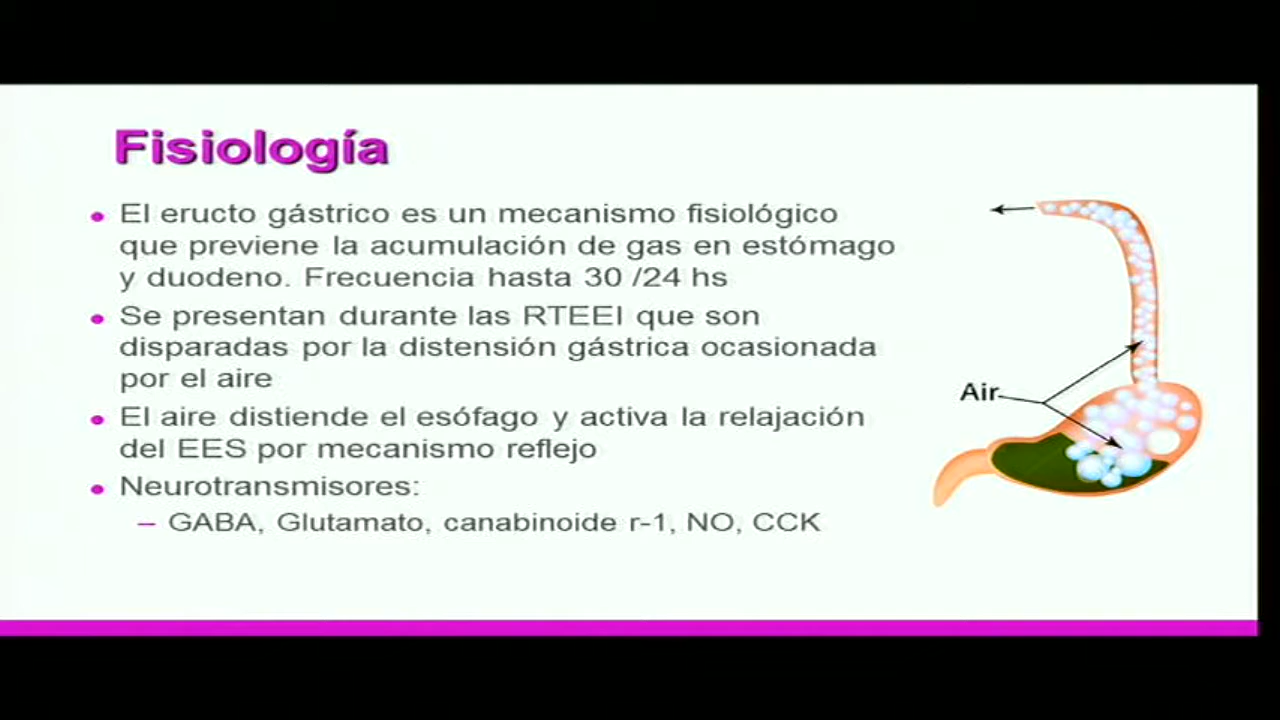 Fisiología
• El eructo gástrico es un mecanismo fisiológico
que previene la acumulación de gas en estómago
y duodeno. Frecuencia hasta 30 /24 hs
• Se presentan durante las RTEEI que son
disparadas por la distensión gástrica ocasionada
por el aire
• El aire distiende el esófago y activa la relajación
del EES por mecanismo reflejo
• Neurotransmisores:
– GABA, Glutamato, canabinoide r-1, NO, CCK
Air